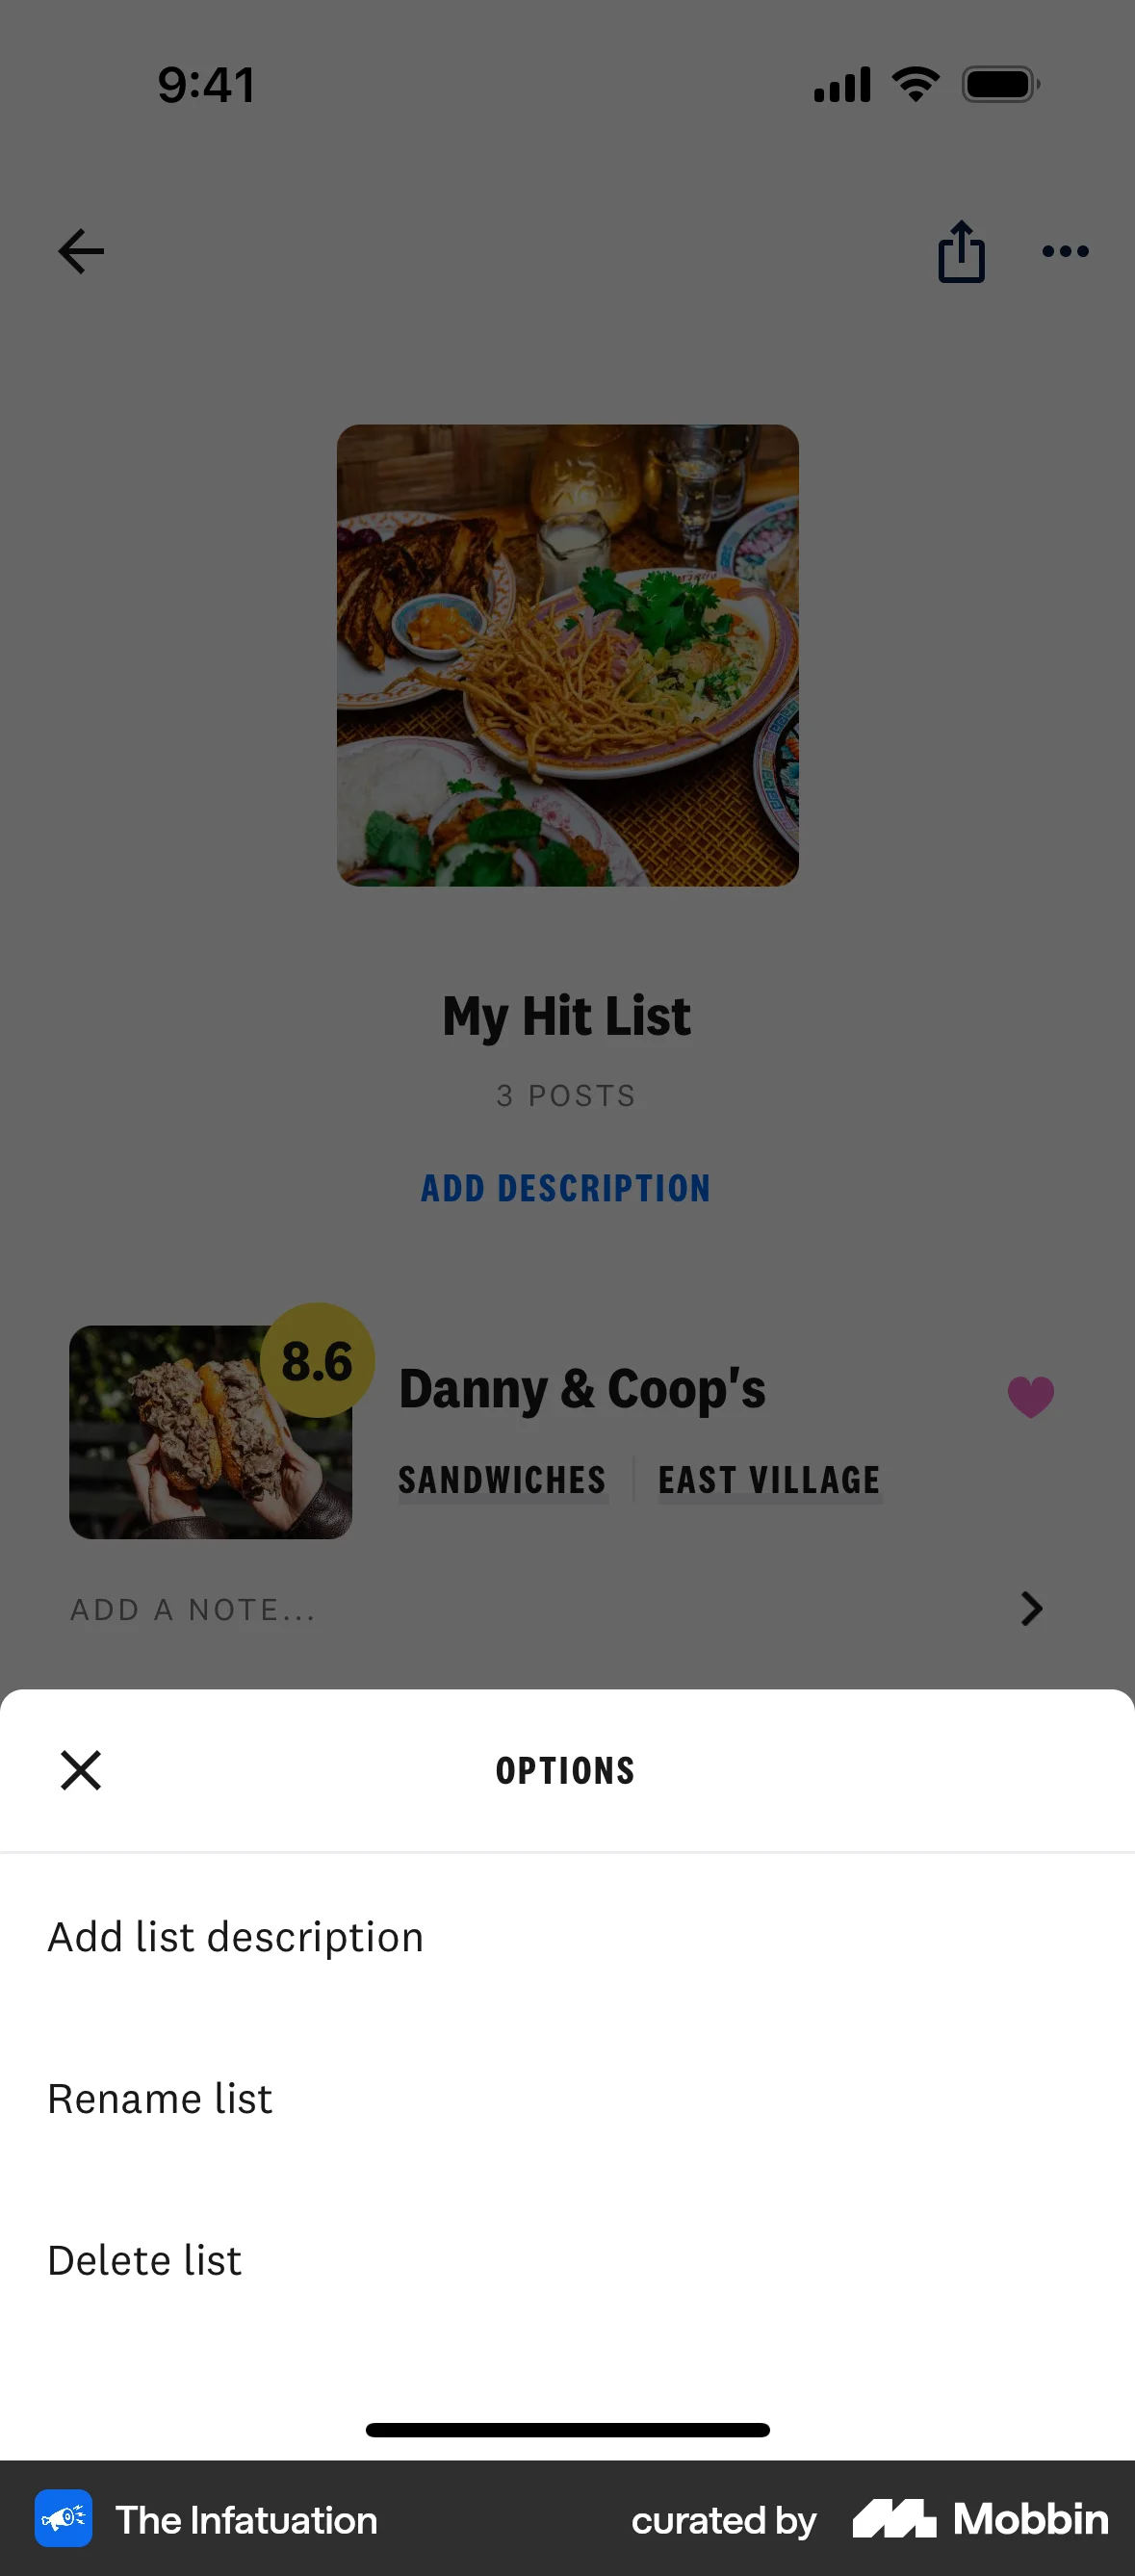 9:41
My Hit List
3 POSTS
ADD DESCRIPTION
8.6
Danny & Coop's
SANDWICHES EAST VILLAGE
ADD A NOTE...
OPTIONS
Add list description
Rename list
Delete list
The Infatuation curated by Mobbin